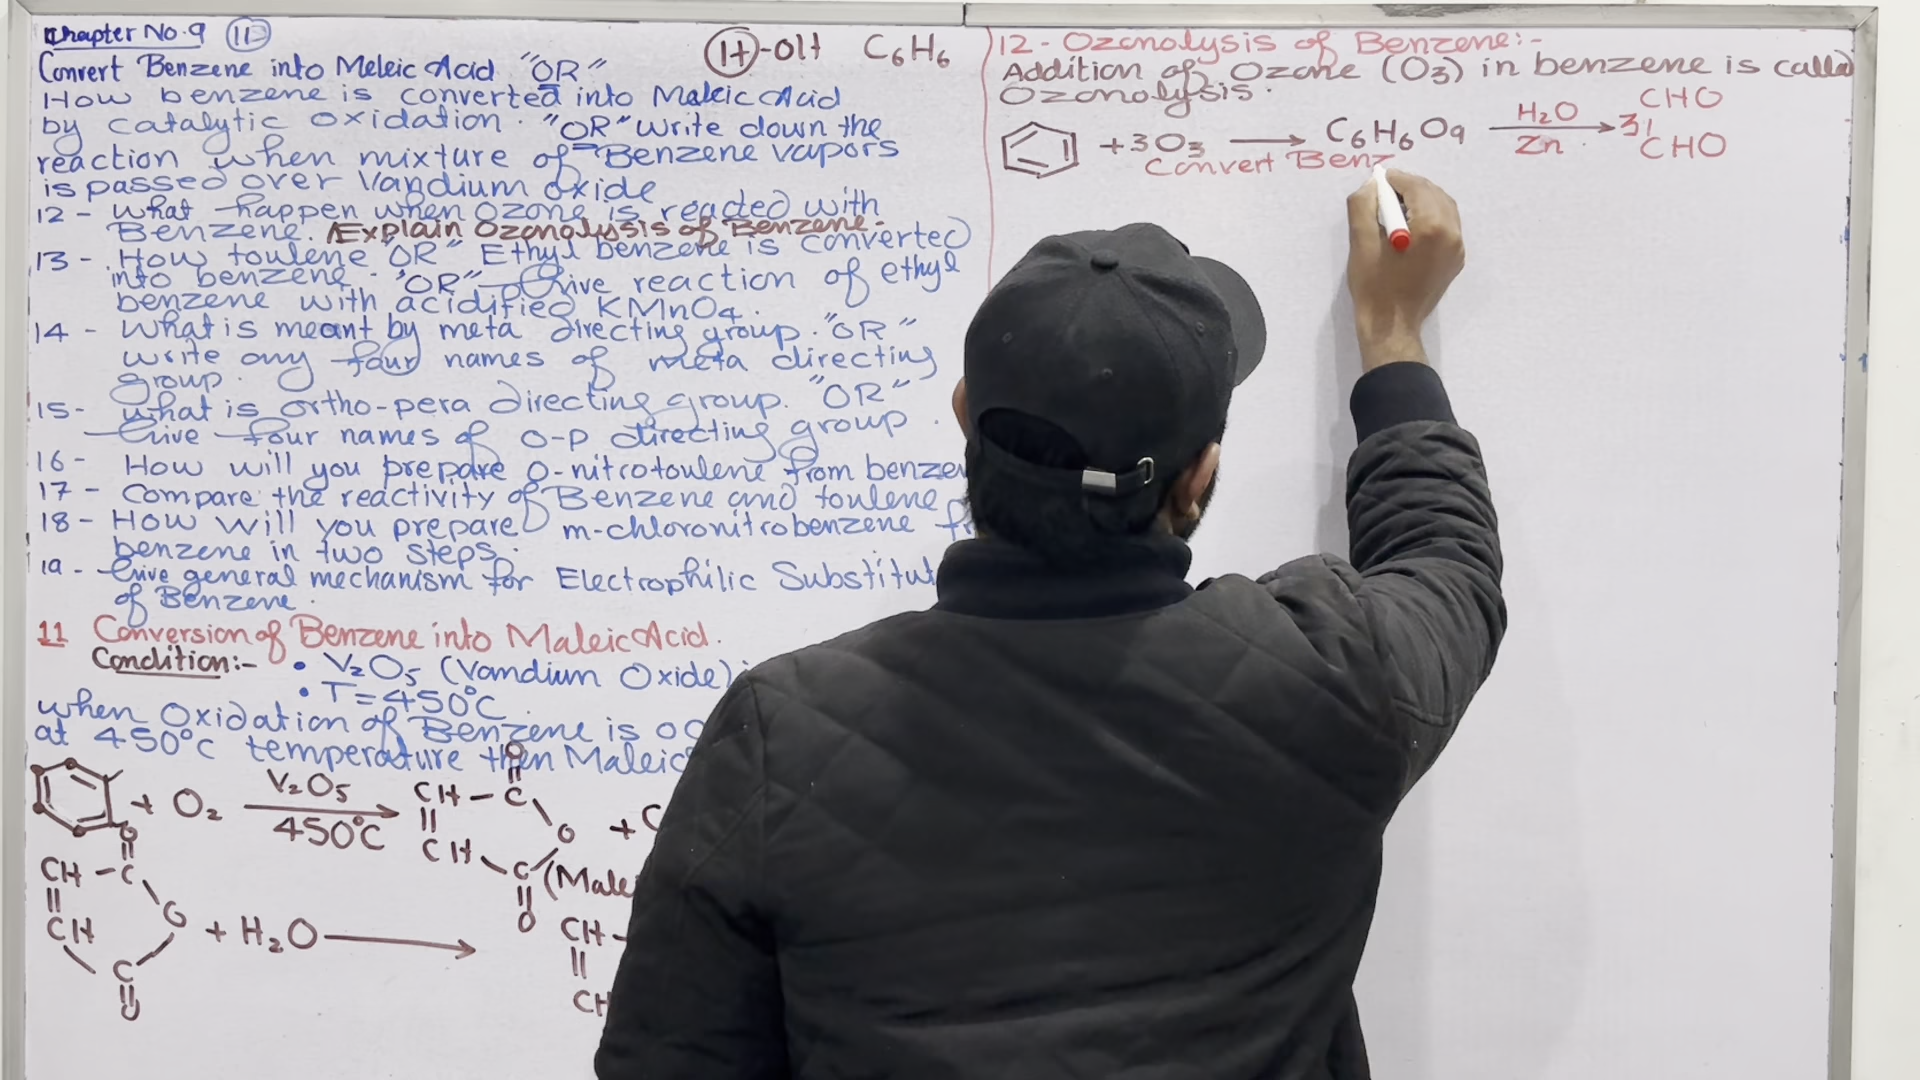 Chapter No.9 (11)
Convert Benzene into Meleic Acid "OR"
How benzene is converted into Maleic Acid
by catalytic oxidation. "OR" write down the
reaction when mixture of Benzene vapors
is passed over Vandium oxide
12 - What happen when ozone is reacted with
Benzene. Explain Ozonolysis of Benzene.
13 - How toulene "OR" Ethyl benzene is converted
into benzene. "OR" Give reaction of ethyl
benzene with acidified KMnO4.
14 - What is meant by meta directing group. "OR"
write any four names of meta directing
group.
15- what is ortho-pera directing group. "OR"
Give four names of o-p directing group.
16- How will you prepare o-nitrotoulene from
17 - Compare the reactivity of Benzene and toulene
18 - How will you prepare m-chloronitrobenzene
benzene in two steps.
19 - Give general mechanism for Electrophilic
of Benzene.
11 Conversion of Benzene into Maleic Acid.
Condition:- • V₂O₅ (Vamdium Oxide)
• T = 450°C
when Oxidation of Benzene is
at 450°C temperature then
+ O₂ V₂O₅ 450°C
CH - C = O
|| O
CH - C = O
+
CH - C = O
|| O
CH - C = O
+ H₂O
CH
||
H-OH C₆H₆
12 - Ozonolysis of Benzene:-
Addition of Ozone (O₃) in benzene is called
Ozonolysis.
+ 3O₃ C₆H₆O₉ H₂O Zn 3 CHO
CHO
Convert Benz